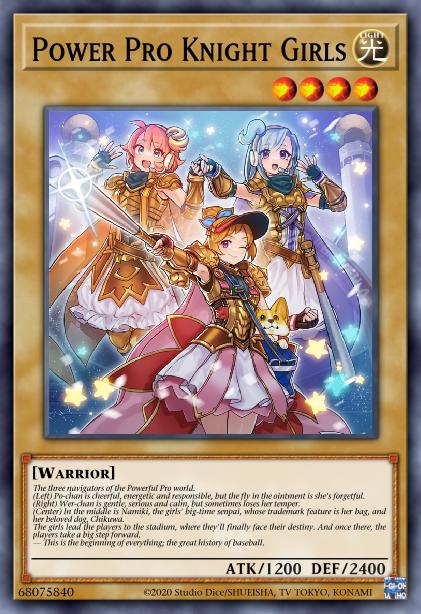 POWER PRO KNIGHT GIRLS
LIGHT
光
[WARRIOR]
The three navigators of the Powerful Pro world.
(Left) Po-chan is cheerful, energetic and responsible, but the fly in the ointment is she's forgetful.
(Right) Wer-chan is gentle, serious and calm, but sometimes loses her temper.
(Center) In the middle is Namiki, the girls' big-time senpai, whose trademark feature is her bag, and
her beloved dog, Chikuwa.
The girls lead the players to the stadium, where they'll finally face their destiny. And once there, the
players take a big step forward.
— This is the beginning of everything; the great history of baseball.
ATK/1200 DEF/2400
68075840
©2020 Studio Dice/SHUEISHA, TV TOKYO, KONAMI